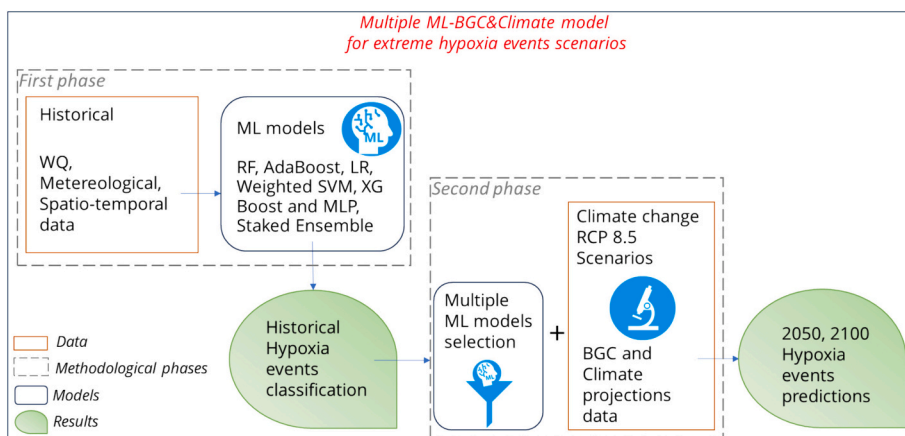 Multiple ML-BGC&Climate model
for extreme hypoxia events scenarios
First phase
Historical
WQ,
Metereological,
Spatio-temporal
data
ML
ML models
RF, AdaBoost, LR,
Weighted SVM, XG
Boost and MLP,
Staked Ensemble
Second phase
Historical
Hypoxia
events
classification
Multiple
ML models
selection
ML
+
Climate change
RCP 8.5
Scenarios
BGC and
Climate
projections
data
2050, 2100
Hypoxia
events
predictions
Data
Methodological phases
Models
Results